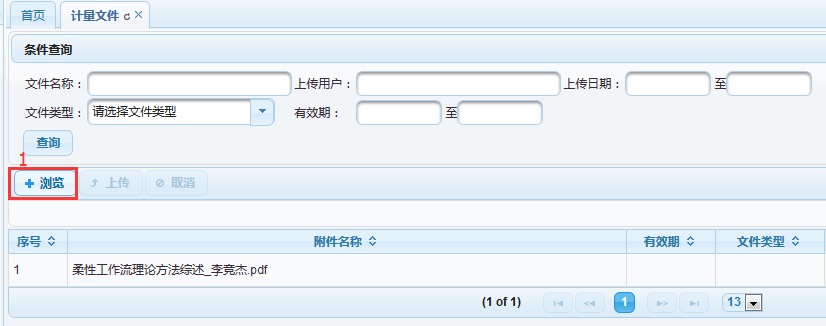 首页 计量文件
条件查询
文件名称： 上传用户： 上传日期： 至
文件类型： 请选择文件类型 有效期： 至
查询
1
浏览 上传 取消
序号 附件名称 有效期 文件类型
1 柔性工作流理论方法综述_李竞杰.pdf
(1 of 1) 1 13